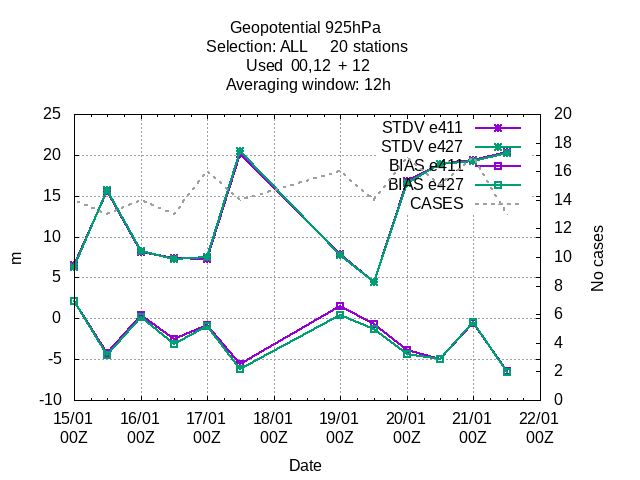 Geopotential 925hPa
Selection: ALL 20 stations
Used 00,12 + 12
Averaging window: 12h
25
20
15
10
5
0
-5
-10
m
20
18
16
14
12
10
8
6
4
2
0
No cases
STDV e411
STDV e427
BIAS e411
BIAS e427
CASES
15/01 16/01 17/01 18/01 19/01 20/01 21/01 22/01
00Z 00Z 00Z 00Z 00Z 00Z 00Z 00Z
Date